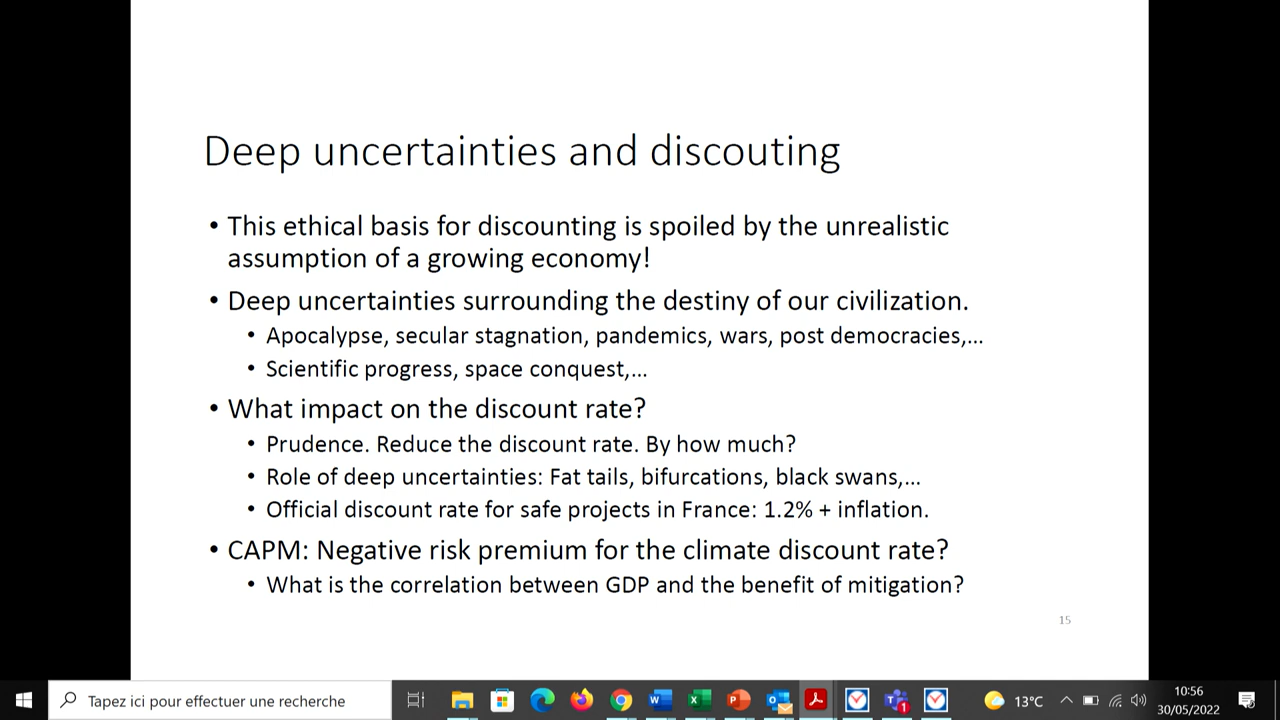 Deep uncertainties and discouting
• This ethical basis for discounting is spoiled by the unrealistic
assumption of a growing economy!
• Deep uncertainties surrounding the destiny of our civilization.
• Apocalypse, secular stagnation, pandemics, wars, post democracies,...
• Scientific progress, space conquest,...
• What impact on the discount rate?
• Prudence. Reduce the discount rate. By how much?
• Role of deep uncertainties: Fat tails, bifurcations, black swans,...
• Official discount rate for safe projects in France: 1.2% + inflation.
• CAPM: Negative risk premium for the climate discount rate?
• What is the correlation between GDP and the benefit of mitigation?
15
Tapez ici pour effectuer une recherche
1
13°C
10:56
30/05/2022